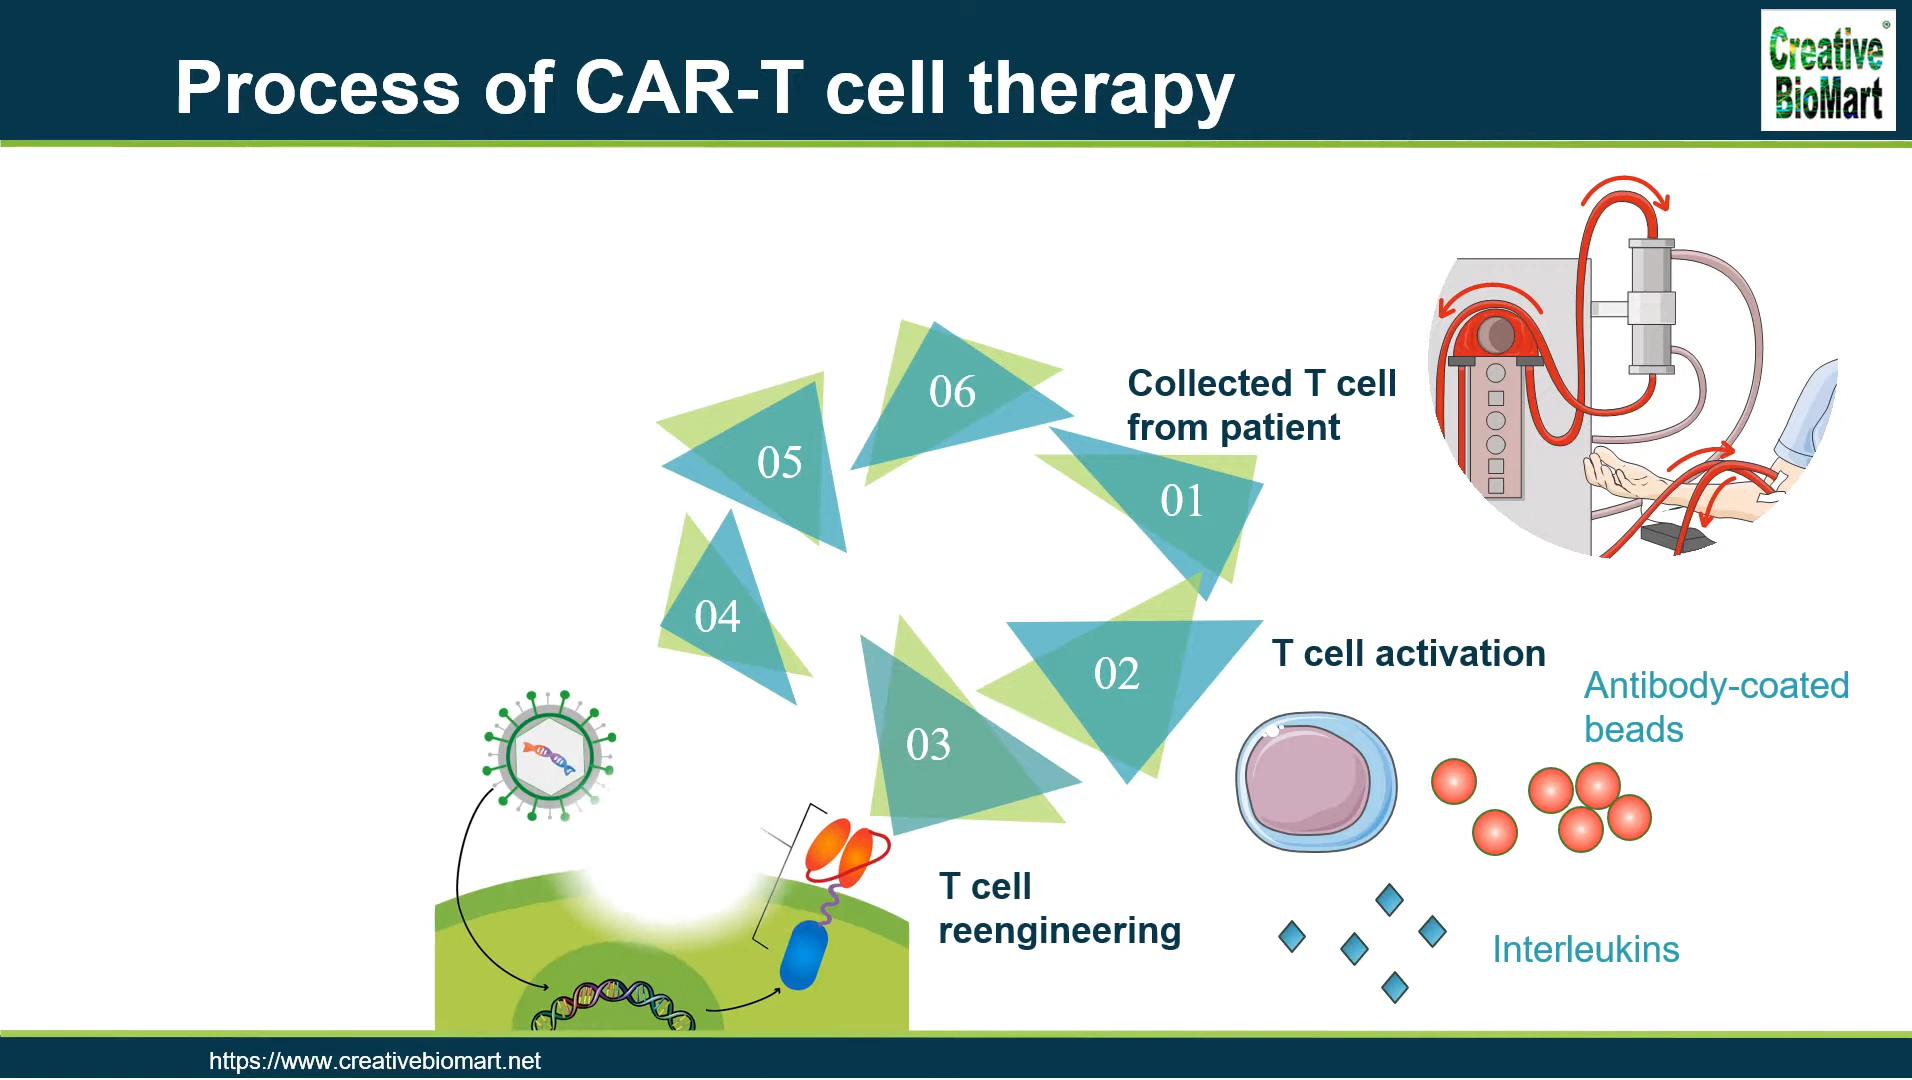 Process of CAR-T cell therapy
Creative®
BioMart
06
05
04
03
02
01
Collected T cell
from patient
T cell activation
Antibody-coated
beads
Interleukins
T cell
reengineering
https://www.creativebiomart.net